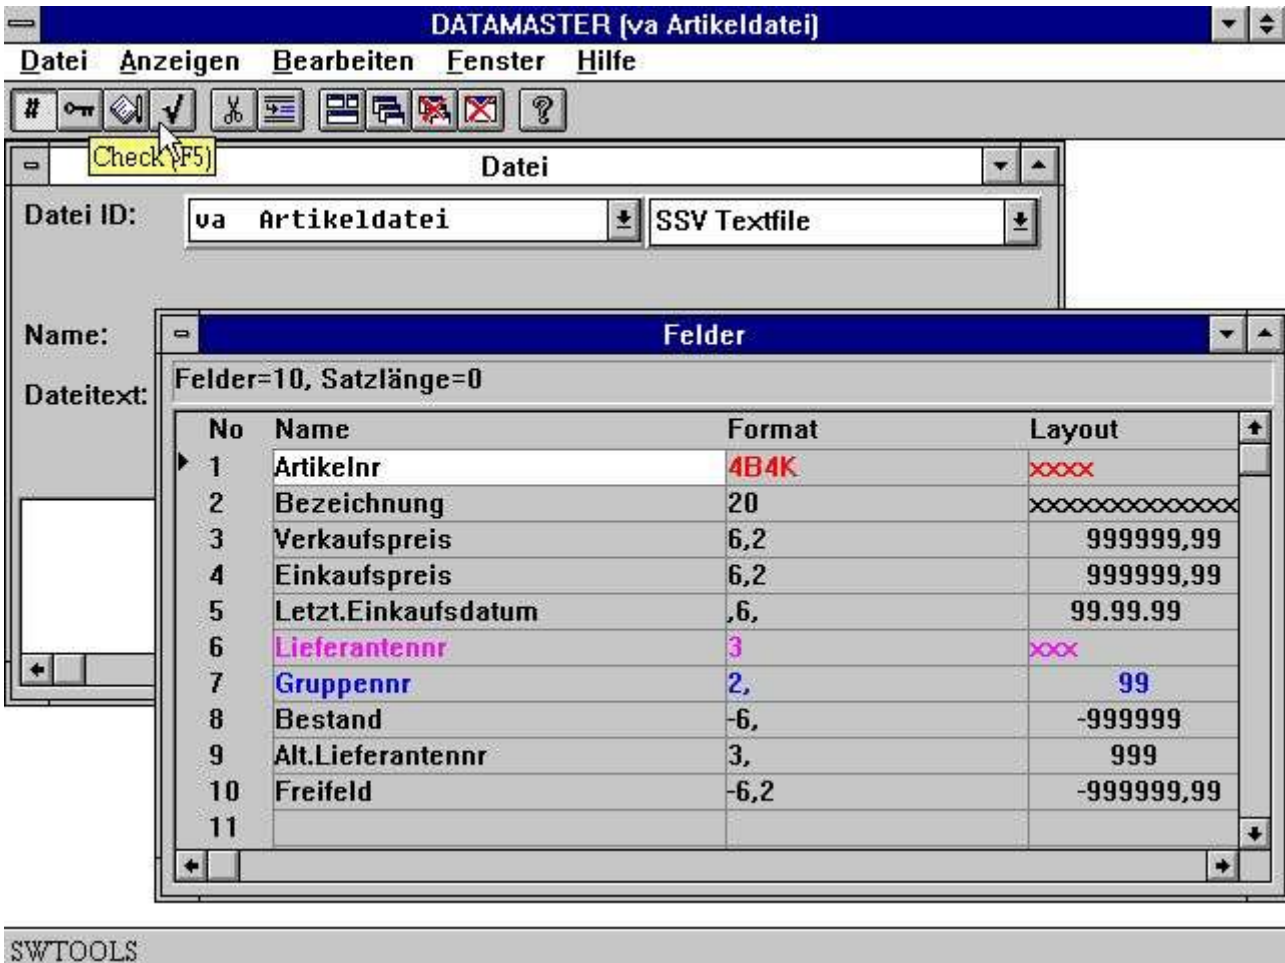 DATAMASTER (va Artikeldatei)
Datei Anzeigen Bearbeiten Fenster Hilfe
#
?
Check (F5)
Datei
Datei ID: va Artikeldatei SSV Textfile
Name:
Dateitext:
Felder
Felder=10, Satzlänge=0
No Name Format Layout
1 Artikelnr 4B4K xxxx
2 Bezeichnung 20 xxxxxxxxxxxxx
3 Verkaufspreis 6,2 999999,99
4 Einkaufspreis 6,2 999999,99
5 Letzt.Einkaufsdatum ,6, 99.99.99
6 Lieferantennr 3 xxx
7 Gruppennr 2, 99
8 Bestand -6, -999999
9 Alt.Lieferantennr 3, 999
10 Freifeld -6,2 -999999,99
11
SWTOOLS